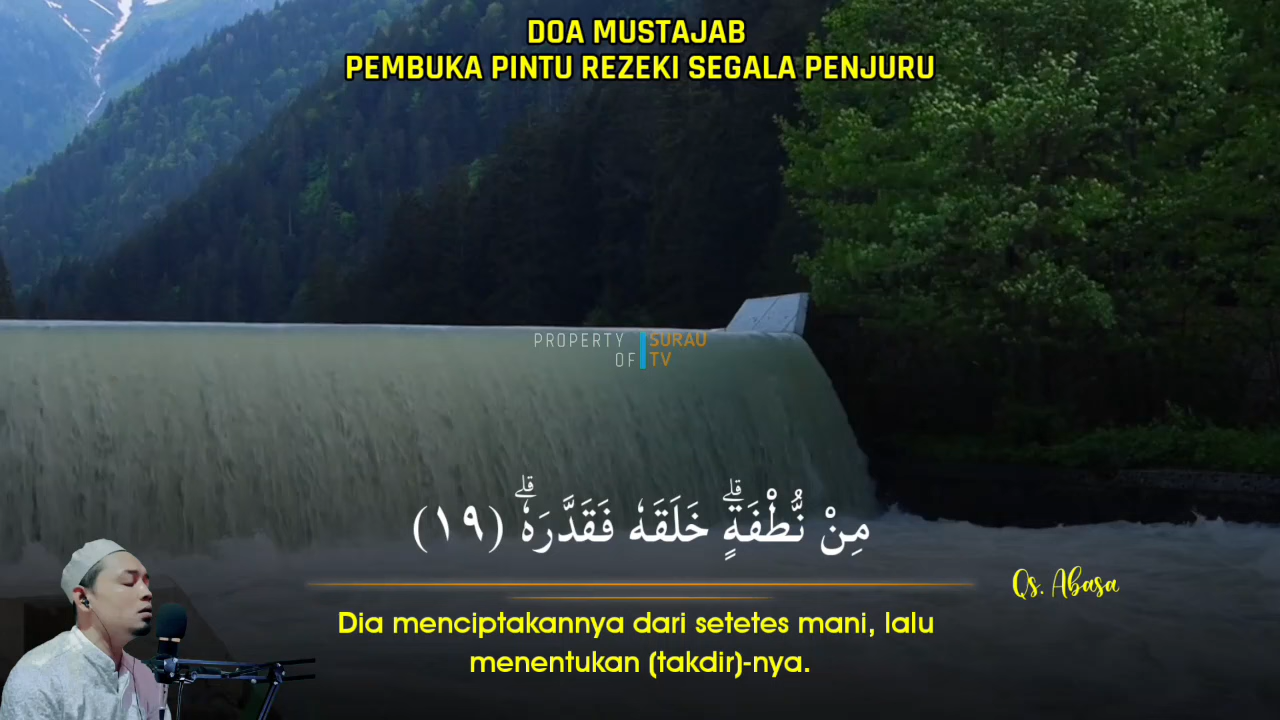 DOA MUSTAJAB
PEMBUKA PINTU REZEKI SEGALA PENJURU
PROPERTY OF SURAU TV
مِنْ نُّطْفَةٍۗ خَلَقَهٗ فَقَدَّرَهٗۗ (١٩)
Qs. Abasa
Dia menciptakannya dari setetes mani, lalu
menentukan (takdir)-nya.